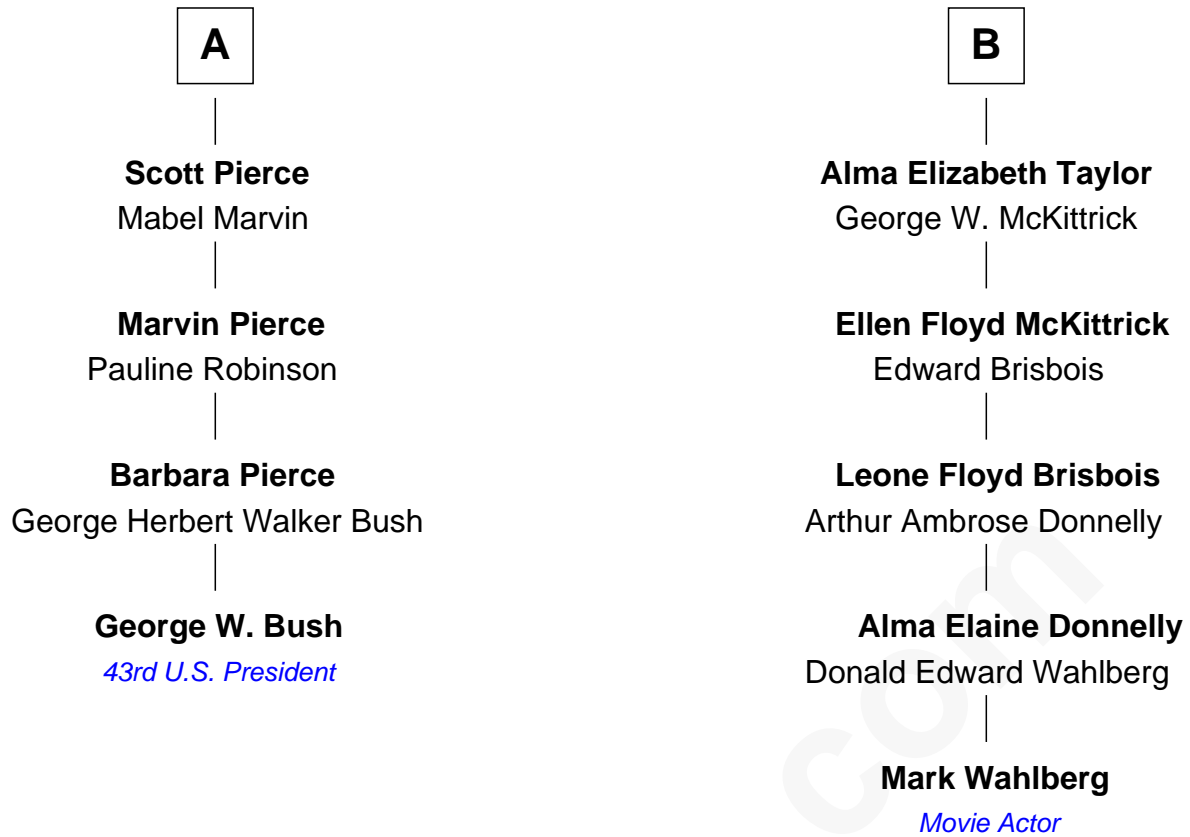 A
Scott Pierce
Mabel Marvin
Marvin Pierce
Pauline Robinson
Barbara Pierce
George Herbert Walker Bush
George W. Bush
43rd U.S. President
B
Alma Elizabeth Taylor
George W. McKittrick
Ellen Floyd McKittrick
Edward Brisbois
Leone Floyd Brisbois
Arthur Ambrose Donnelly
Alma Elaine Donnelly
Donald Edward Wahlberg
Mark Wahlberg
Movie Actor
com